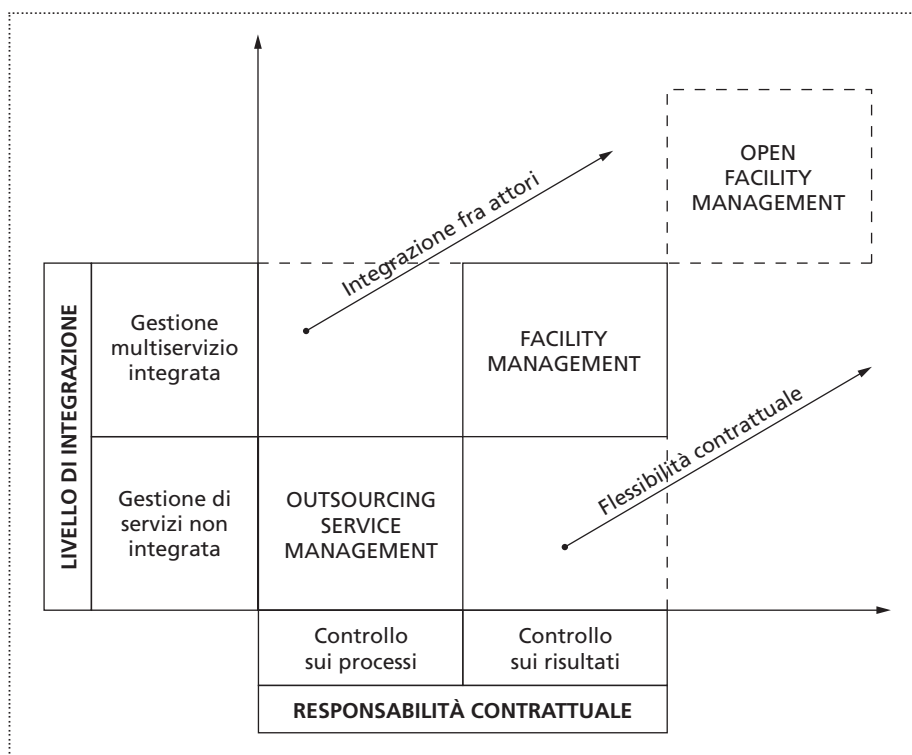 OPEN
FACILITY
MANAGEMENT
Integrazione fra attori
LIVELLO DI INTEGRAZIONE
Gestione
multiservizio
integrata
FACILITY
MANAGEMENT
Flessibilità contrattuale
Gestione di
servizi non
integrata
OUTSOURCING
SERVICE
MANAGEMENT
Controllo
sui processi
Controllo
sui risultati
RESPONSABILITÀ CONTRATTUALE